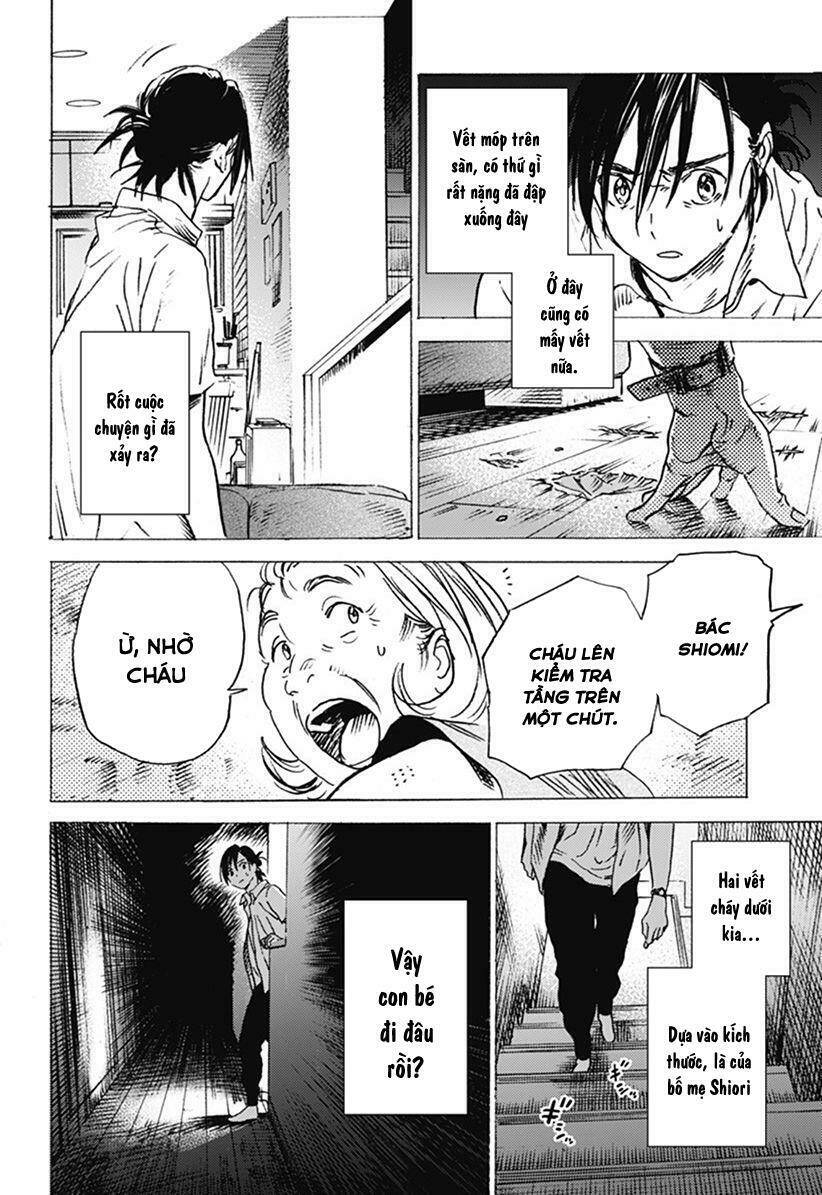 Vết móp trên
sàn, có thứ gì
rất nặng đã đập
xuống đây
Ở đây
cũng có
mấy vết
nữa.
Rốt cuộc
chuyện gì đã
xảy ra?
BÁC
SHIOMI!
CHÁU LÊN
KIỂM TRA
TẦNG TRÊN
MỘT CHÚT.
Ừ, NHỜ
CHÁU
Hai vết
cháy dưới
kia...
Dựa vào kích
thước, là của
bố mẹ Shiori
Vậy
con bé
đi đâu
rồi?